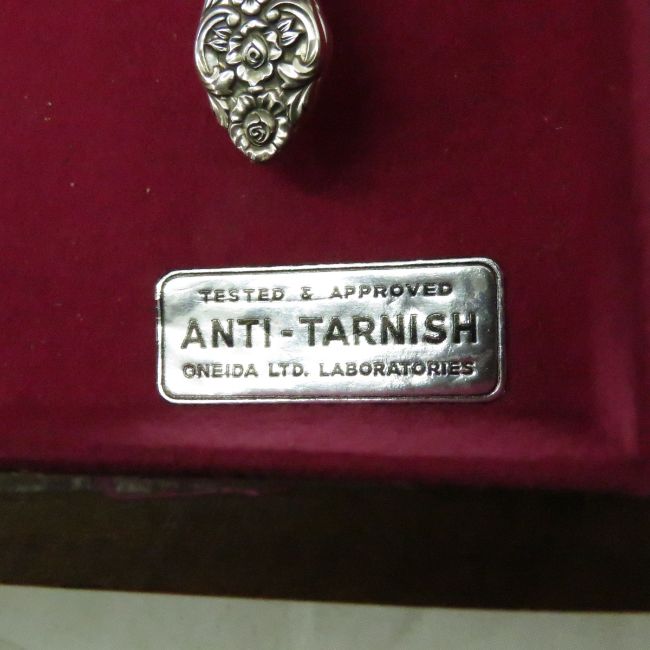 TESTED & APPROVED
ANTI-TARNISH
ONEIDA LTD. LABORATORIES